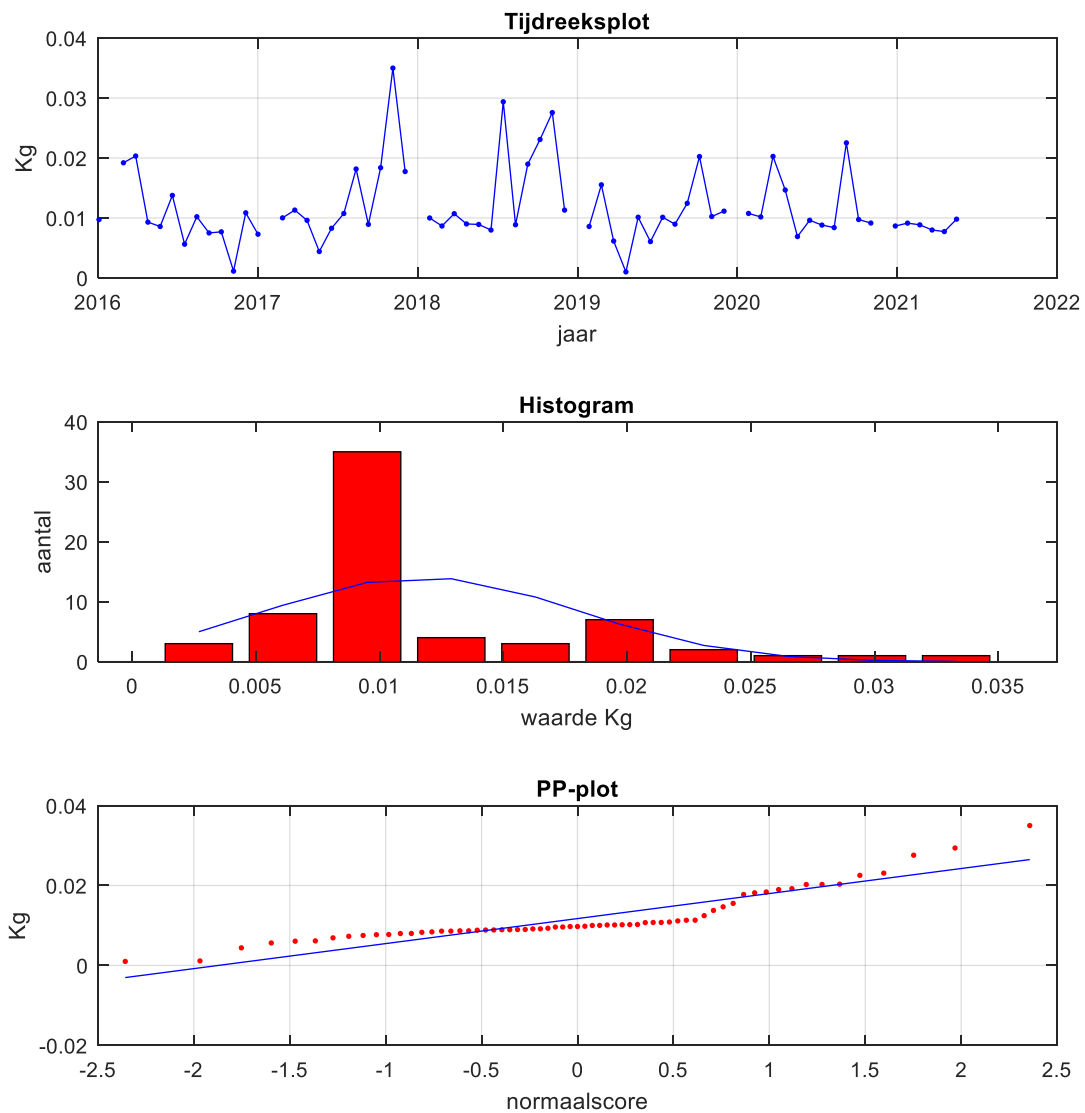 Tijdreeksplot
0.04
0.03
0.02
0.01
0
Kg
2016 2017 2018 2019 2020 2021 2022
jaar
Histogram
40
30
20
10
0
aantal
0 0.005 0.01 0.015 0.02 0.025 0.03 0.035
waarde Kg
PP-plot
0.04
0.02
0
-0.02
Kg
-2.5 -2 -1.5 -1 -0.5 0 0.5 1 1.5 2 2.5
normaalscore